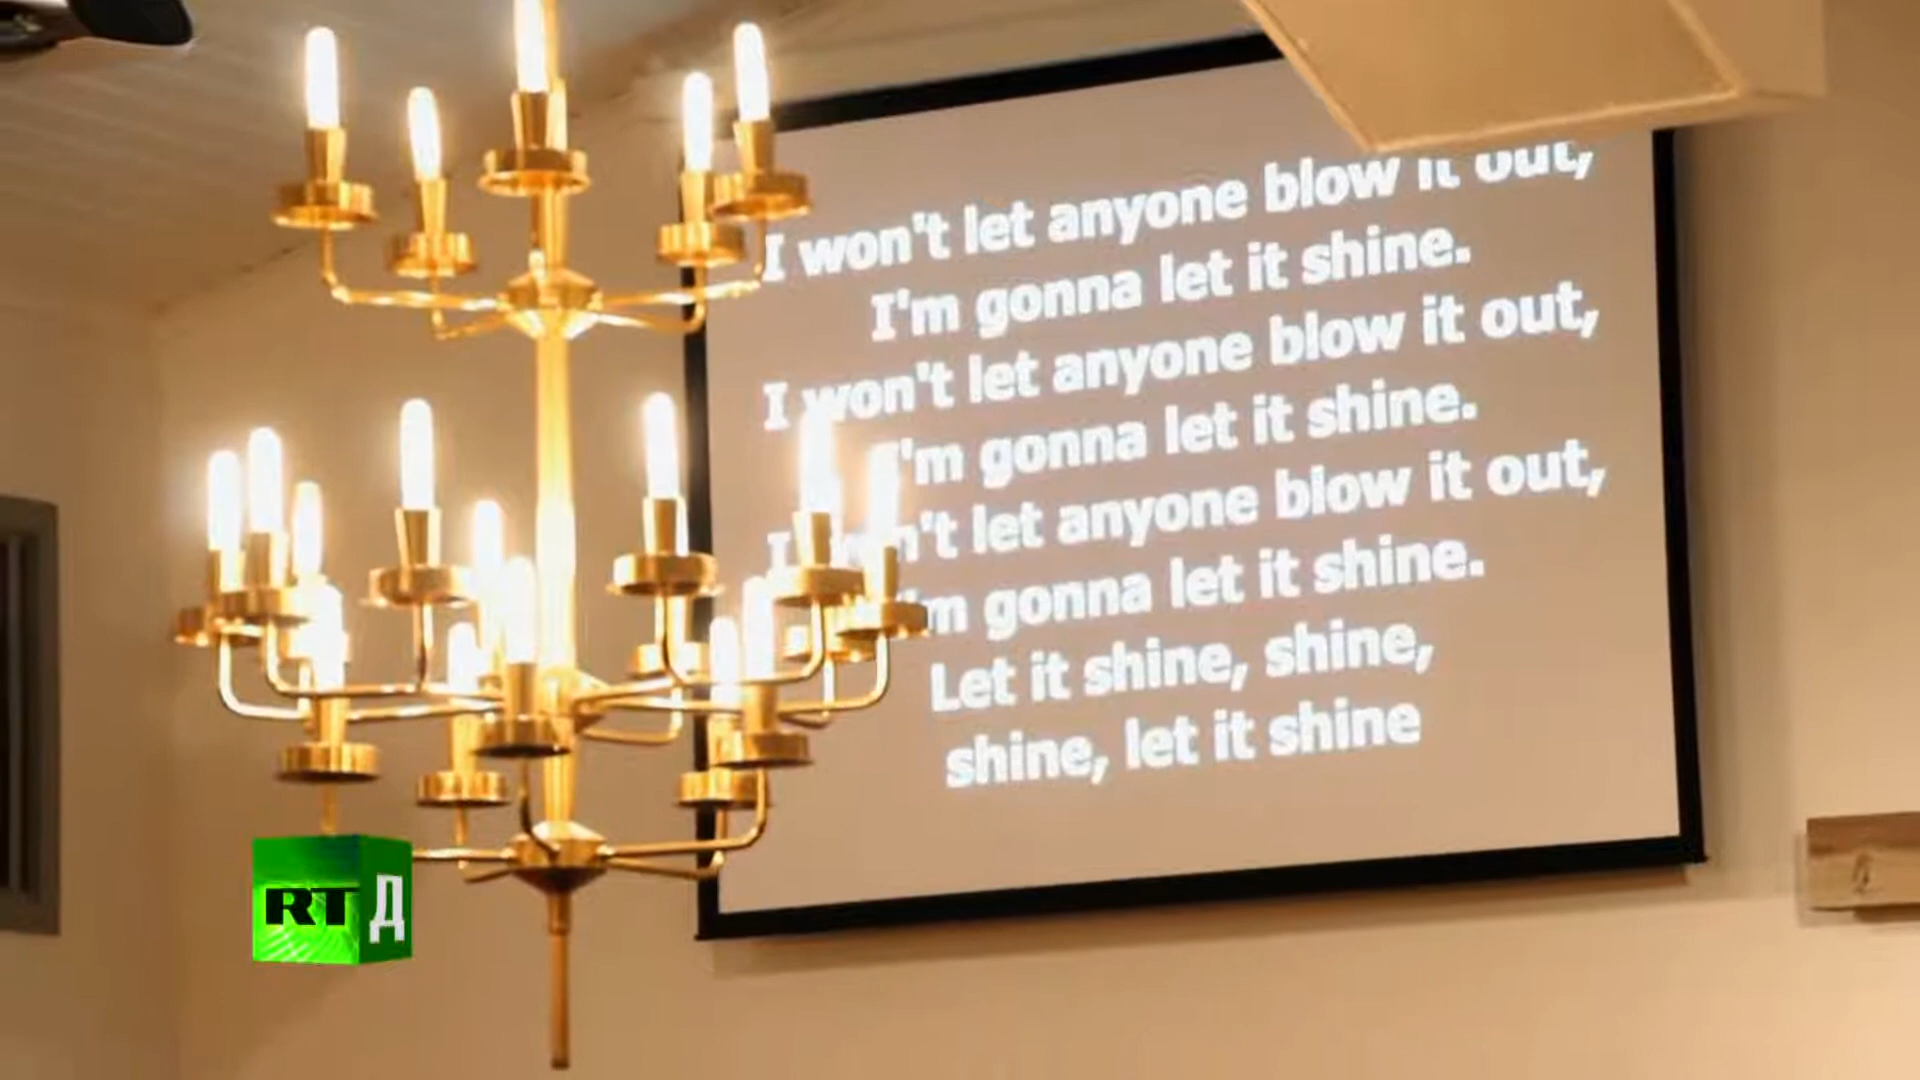 I won't let anyone blow it out,
I'm gonna let it shine.
I won't let anyone blow it out,
I'm gonna let it shine.
I won't let anyone blow it out,
I'm gonna let it shine.
Let it shine, shine,
shine, let it shine
RT Д